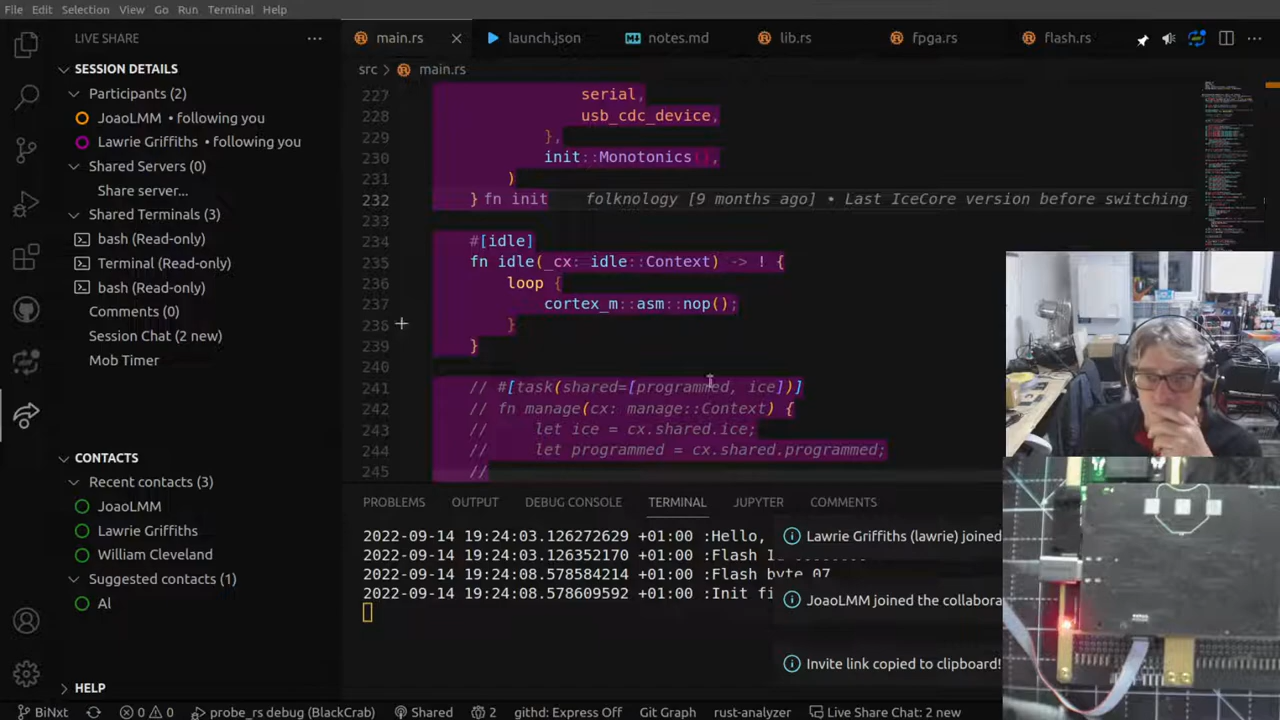 File Edit Selection View Go Run Terminal Help
LIVE SHARE
SESSION DETAILS
Participants (2)
JoaoLMM • following you
Lawrie Griffiths • following you
Shared Servers (0)
Share server...
Shared Terminals (3)
bash (Read-only)
Terminal (Read-only)
bash (Read-only)
Comments (0)
Session Chat (2 new)
Mob Timer
CONTACTS
Recent contacts (3)
JoaoLMM
Lawrie Griffiths
William Cleveland
Suggested contacts (1)
Al
HELP
main.rs launch.json notes.md lib.rs fpga.rs flash.rs
src > main.rs
227 serial,
228 usb_cdc_device,
229 },
230 init::Monotonics(),
231 )
232 } fn init folknology [9 months ago] • Last IceCore version before switching
233
234 #[idle]
235 fn idle(_cx: idle::Context) -> ! {
236 loop {
237 cortex_m::asm::nop();
238 }
239 }
240
241 // #[task(shared=[programmed, ice])]
242 // fn manage(cx: manage::Context) {
243 // let ice = cx.shared.ice;
244 // let programmed = cx.shared.programmed;
245 //
PROBLEMS OUTPUT DEBUG CONSOLE TERMINAL JUPYTER COMMENTS
2022-09-14 19:24:03.126272629 +01:00 :Hello,
2022-09-14 19:24:03.126352170 +01:00 :Flash
2022-09-14 19:24:08.578584214 +01:00 :Flash byte 07
2022-09-14 19:24:08.578609592 +01:00 :Init fi
Lawrie Griffiths (lawrie) joined
JoaoLMM joined the collabora
Invite link copied to clipboard!
BiNxt 0 0 probe_rs debug (BlackCrab) Shared 2 githd: Express Off Git Graph rust-analyzer Live Share Chat: 2 new